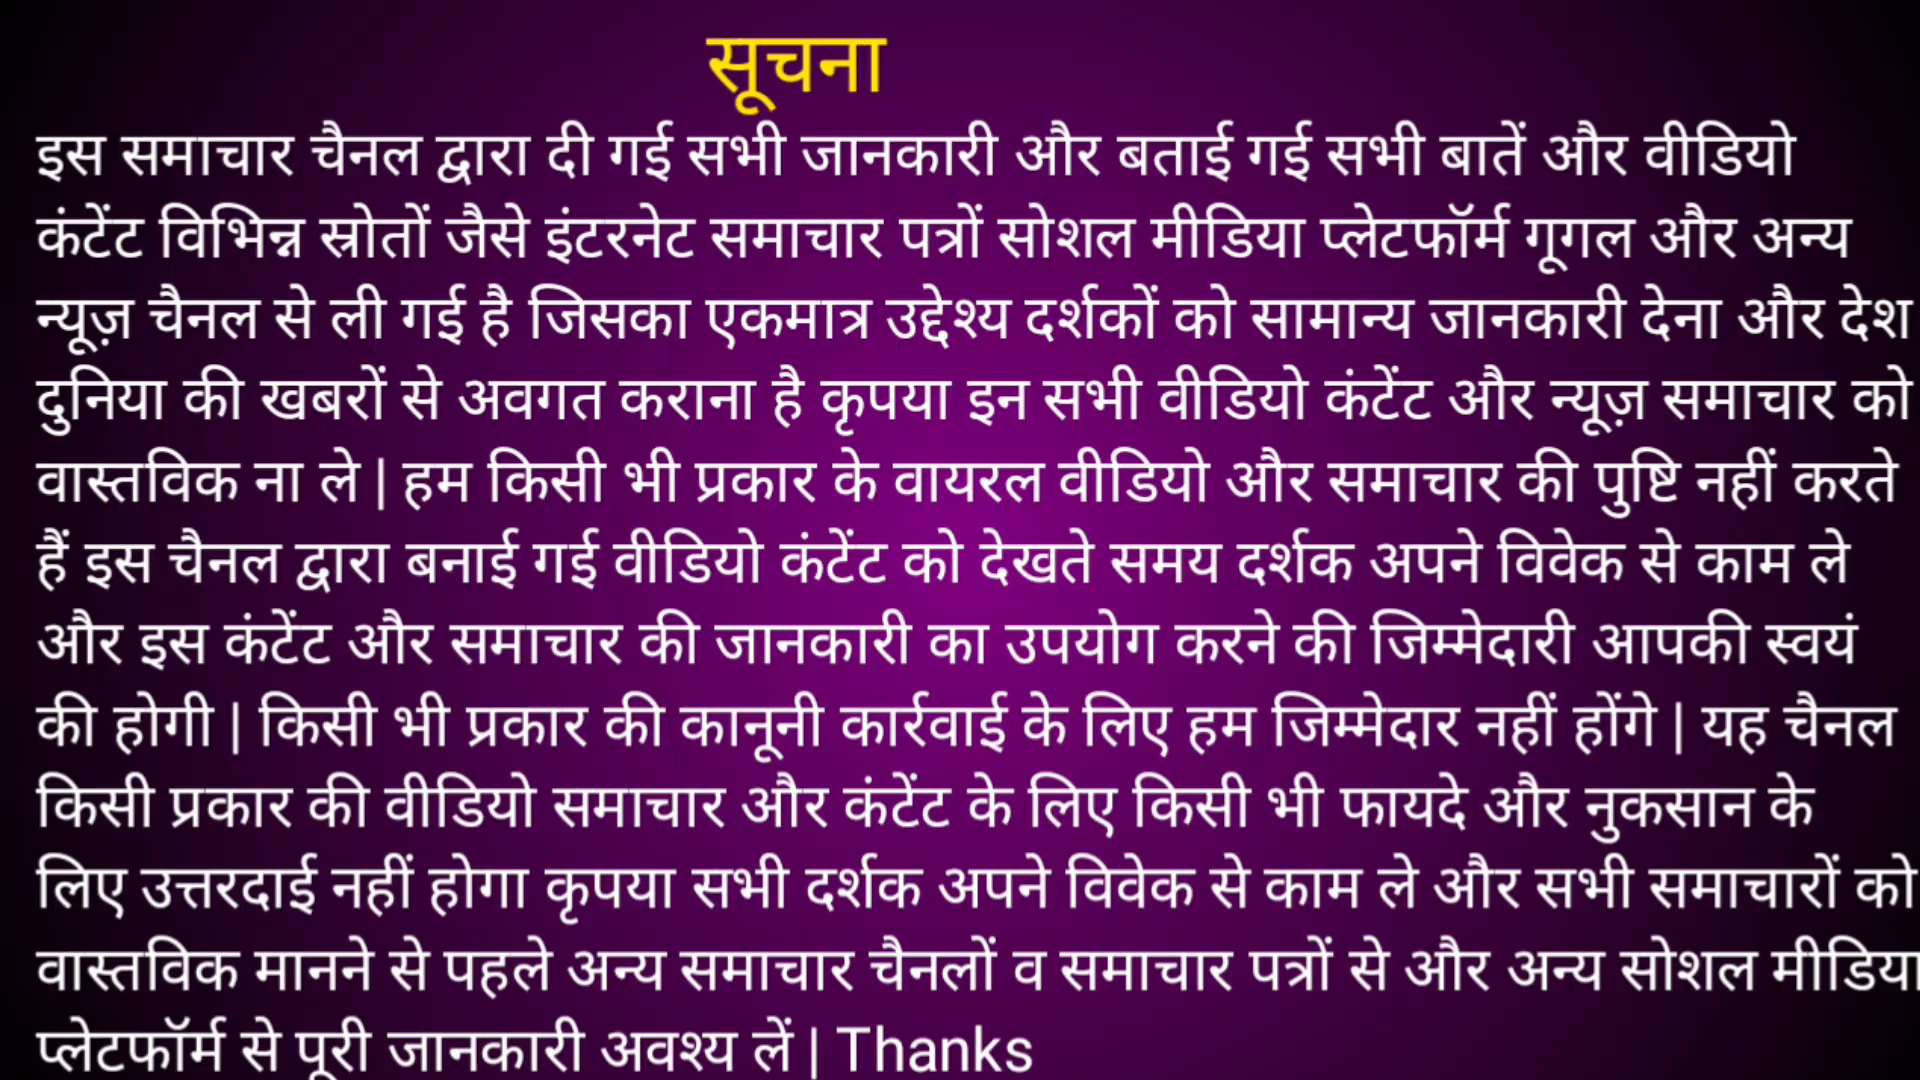 सूचना
इस समाचार चैनल द्वारा दी गई सभी जानकारी और बताई गई सभी बातें और वीडियो
कंटेंट विभिन्न स्रोतों जैसे इंटरनेट समाचार पत्रों सोशल मीडिया प्लेटफॉर्म गूगल और अन्य
न्यूज़ चैनल से ली गई है जिसका एकमात्र उद्देश्य दर्शकों को सामान्य जानकारी देना और देश
दुनिया की खबरों से अवगत कराना है कृपया इन सभी वीडियो कंटेंट और न्यूज़ समाचार को
वास्तविक ना ले | हम किसी भी प्रकार के वायरल वीडियो और समाचार की पुष्टि नहीं करते
हैं इस चैनल द्वारा बनाई गई वीडियो कंटेंट को देखते समय दर्शक अपने विवेक से काम ले
और इस कंटेंट और समाचार की जानकारी का उपयोग करने की जिम्मेदारी आपकी स्वयं
की होगी | किसी भी प्रकार की कानूनी कार्रवाई के लिए हम जिम्मेदार नहीं होंगे | यह चैनल
किसी प्रकार की वीडियो समाचार और कंटेंट के लिए किसी भी फायदे और नुकसान के
लिए उत्तरदाई नहीं होगा कृपया सभी दर्शक अपने विवेक से काम ले और सभी समाचारों को
वास्तविक मानने से पहले अन्य समाचार चैनलों व समाचार पत्रों से और अन्य सोशल मीडिया
प्लेटफॉर्म से पूरी जानकारी अवश्य लें | Thanks